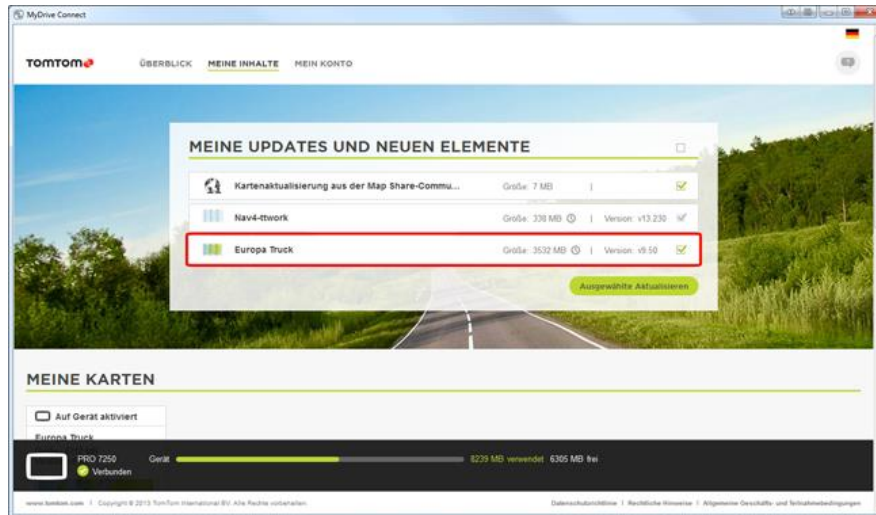 MyDrive Connect
TOMTOM ÜBERBLICK MEINE INHALTE MEIN KONTO
MEINE UPDATES UND NEUEN ELEMENTE
Kartenaktualisierung aus der Map Share-Commu... Größe: 7 MB |
Nav4-ttwork Größe: 330 MB | Version: v13.230
Europa Truck Größe: 3532 MB | Version: v9.50
Ausgewählte Aktualisieren
MEINE KARTEN
Auf Gerät aktiviert
Europa Truck
PRO 7250 Gerät 8239 MB verwendet 6305 MB frei
Verbunden
www.tomtom.com | Copyright © 2013 TomTom International BV. Alle Rechte vorbehalten. Datenschutzrichtlinie | Rechtliche Hinweise | Allgemeine Geschäfts- und Teilnahmebedingungen